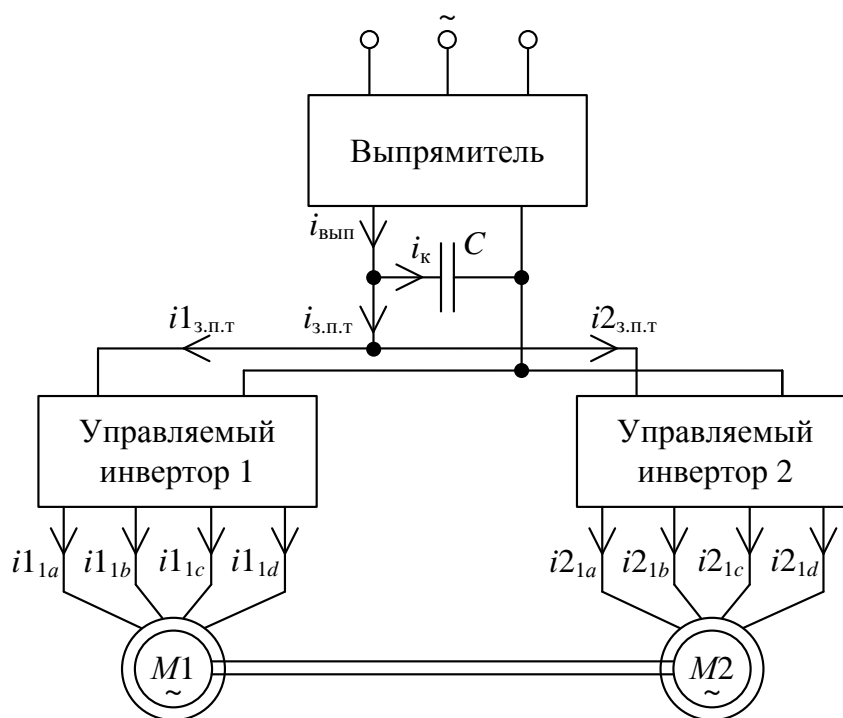 ~
Выпрямитель
iвып
iк
C
i1з.п.т
iз.п.т
i2з.п.т
Управляемый
инвертор 1
Управляемый
инвертор 2
i11a i11b i11c i11d
i21a i21b i21c i21d
M1
~
M2
~